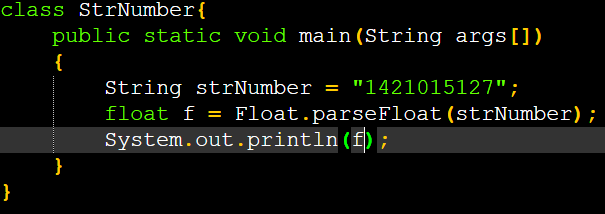 class StrNumber{
    public static void main(String args[])
    {
        String strNumber = "1421015127";
        float f = Float.parseFloat(strNumber);
        System.out.println(f);
    }
}